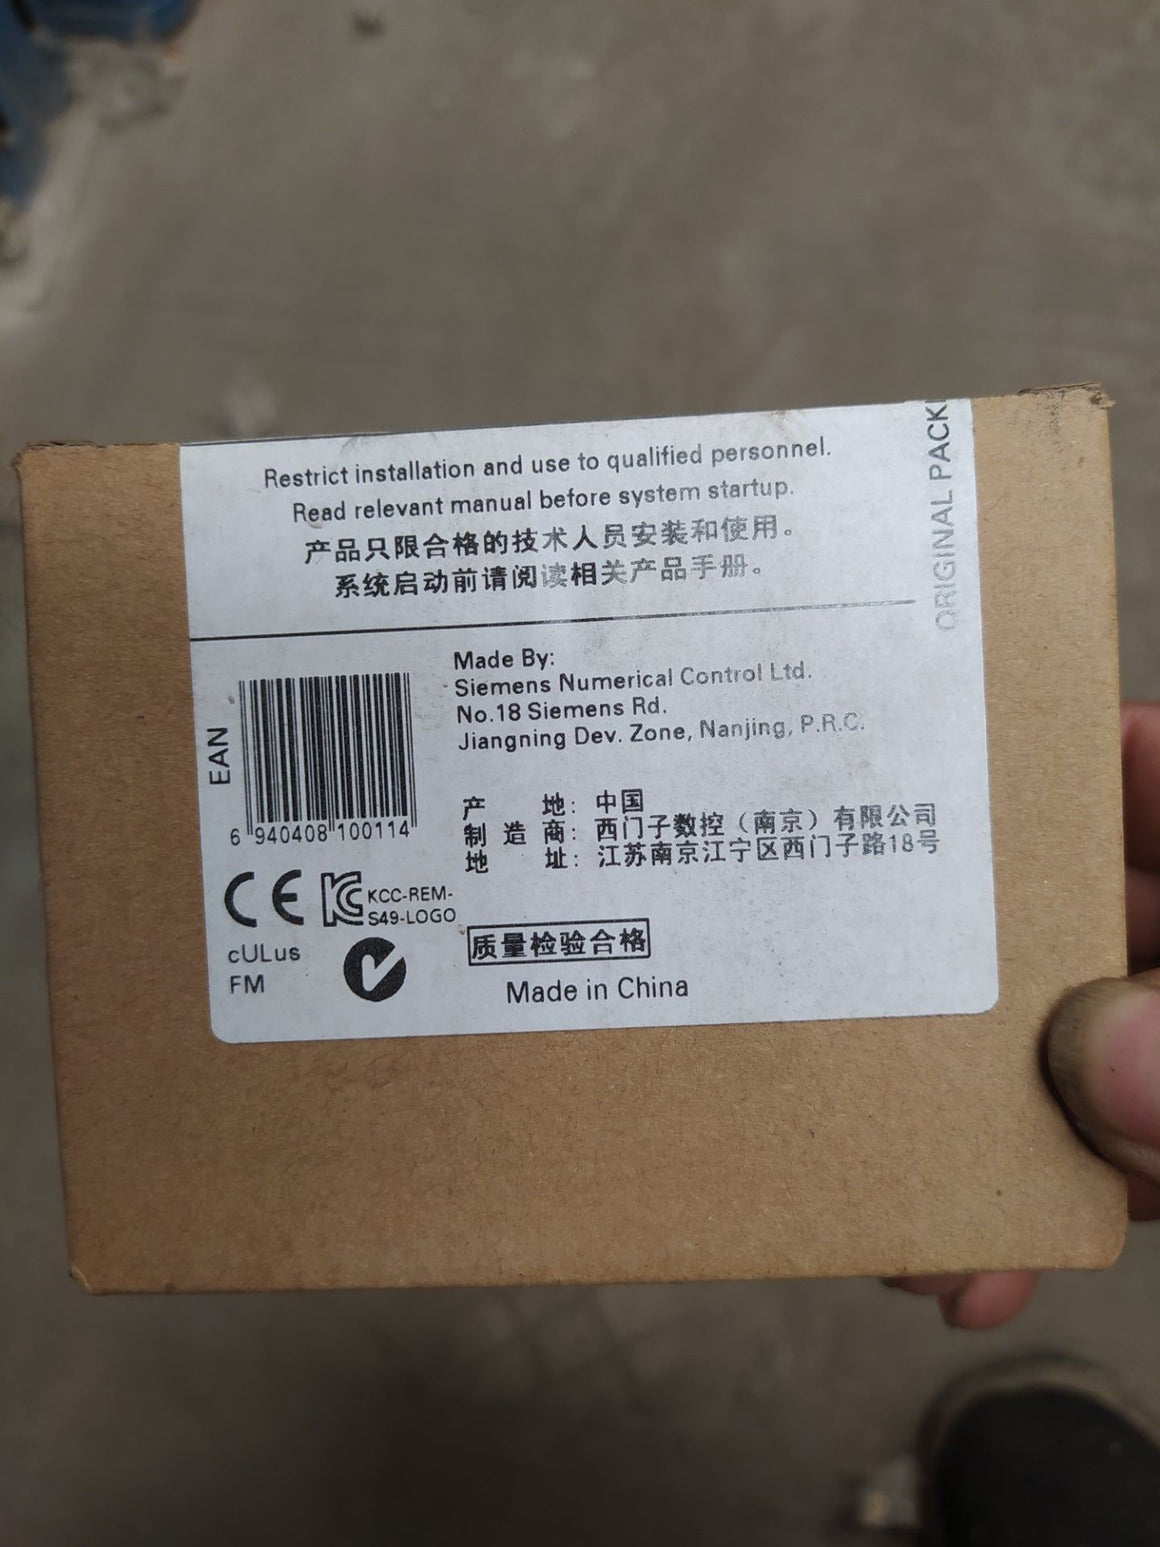 Restrict installation and use to qualified personnel.
Read relevant manual before system startup.
产品只限合格的技术人员安装和使用。
系统启动前请阅读相关产品手册。
ORIGINAL PACK
EAN
6 940408 100114
Made By:
Siemens Numerical Control Ltd.
No.18 Siemens Rd.
Jiangning Dev. Zone, Nanjing, P.R.C.
产 地: 中国
制造商: 西门子数控（南京）有限公司
地 址: 江苏南京江宁区西门子路18号
CE KC KCC-REM-
S49-LOGO
cULus
FM
质量检验合格
Made in China